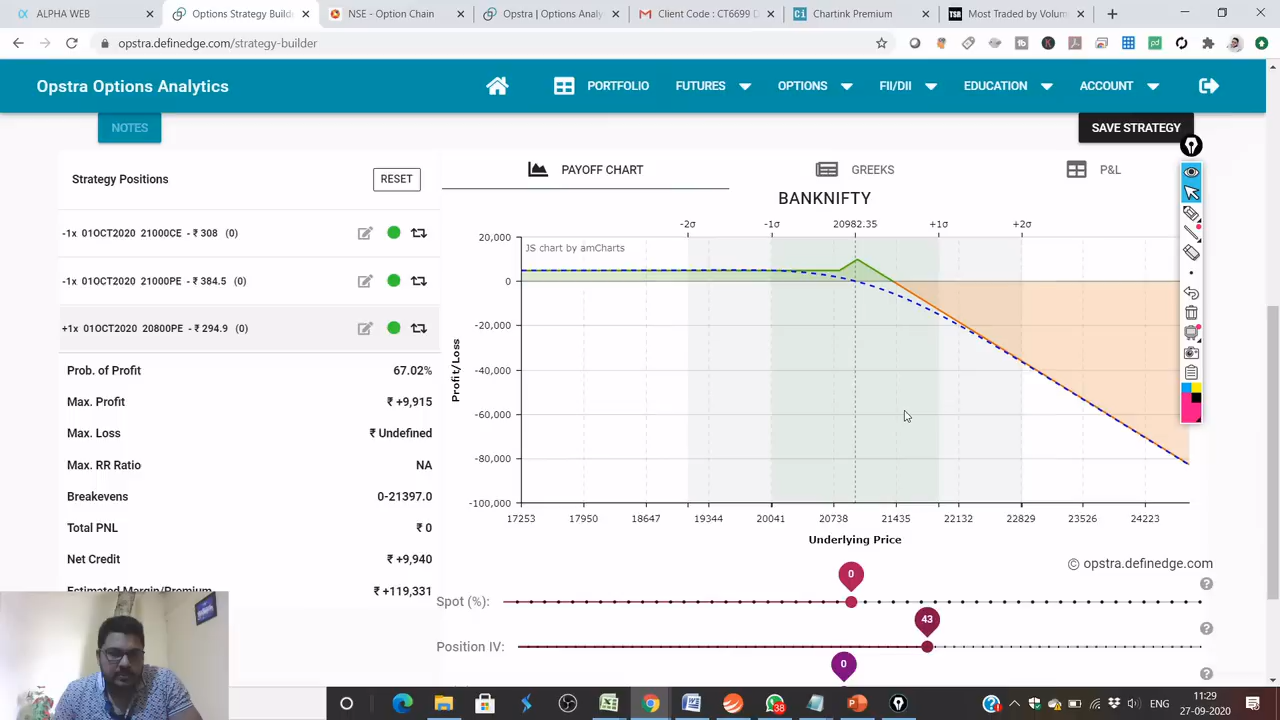 ALPHA WEB
Options Strategy Build
NSE - Option Chain
Opstra | Options Analy
Client Code : CT6699 D
Chartink Premium
Most Traded by Volum
opstra.definedge.com/strategy-builder
Opstra Options Analytics
PORTFOLIO
FUTURES
OPTIONS
FII/DII
EDUCATION
ACCOUNT
NOTES
SAVE STRATEGY
Strategy Positions
RESET
PAYOFF CHART
GREEKS
P&L
BANKNIFTY
-1x 01OCT2020 21000CE - ₹ 308 (0)
-1x 01OCT2020 21000PE - ₹ 384.5 (0)
+1x 01OCT2020 20800PE - ₹ 294.9 (0)
Prob. of Profit 67.02%
Max. Profit ₹ +9,915
Max. Loss ₹ Undefined
Max. RR Ratio NA
Breakevens 0-21397.0
Total PNL ₹ 0
Net Credit ₹ +9,940
Estimated Margin/Premium ₹ +119,331
-2σ -1σ 20982.35 +1σ +2σ
JS chart by amCharts
20,000
0
-20,000
-40,000
-60,000
-80,000
-100,000
Profit/Loss
17253 17950 18647 19344 20041 20738 21435 22132 22829 23526 24223
Underlying Price
© opstra.definedge.com
0
Spot (%):
43
Position IV:
0
38
ENG
11:29
27-09-2020